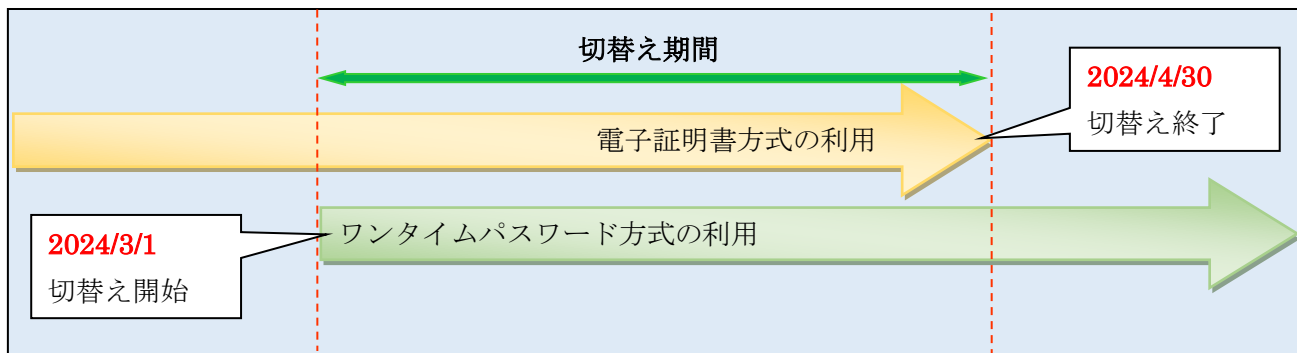 切替え期間
2024/4/30
切替え終了
電子証明書方式の利用
2024/3/1
切替え開始
ワンタイムパスワード方式の利用